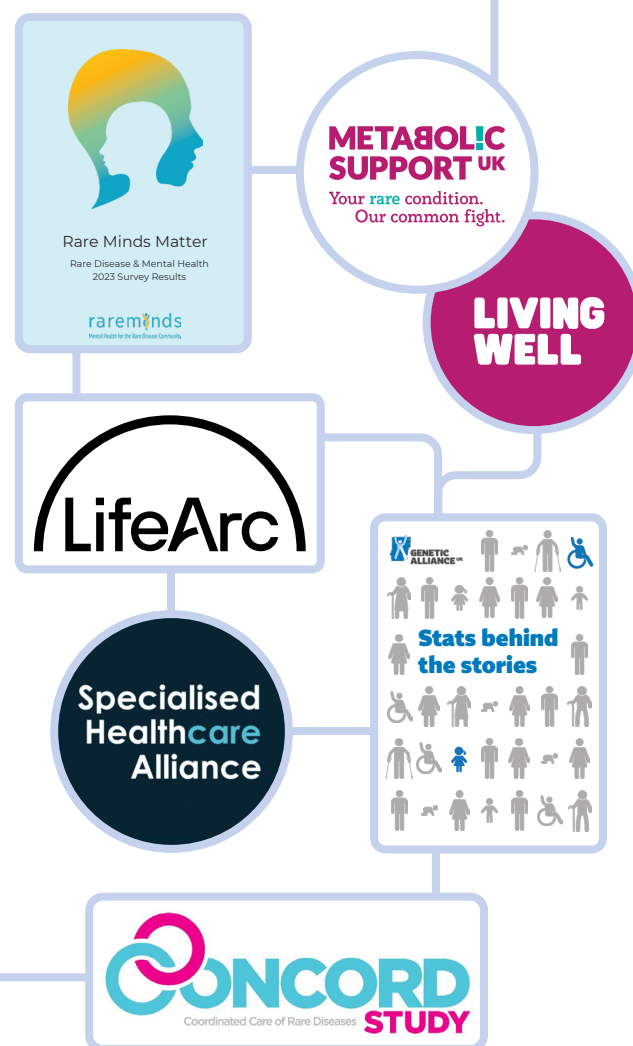 Rare Minds Matter
Rare Disease & Mental Health
2023 Survey Results
rareminds
Mental Health for the Rare Disease Community
METABOL!C
SUPPORT UK
Your rare condition.
Our common fight.
LIVING
WELL
LifeArc
GENETIC
ALLIANCE UK
Stats behind
the stories
Specialised
Healthcare
Alliance
CONCORD
Coordinated Care of Rare Diseases STUDY